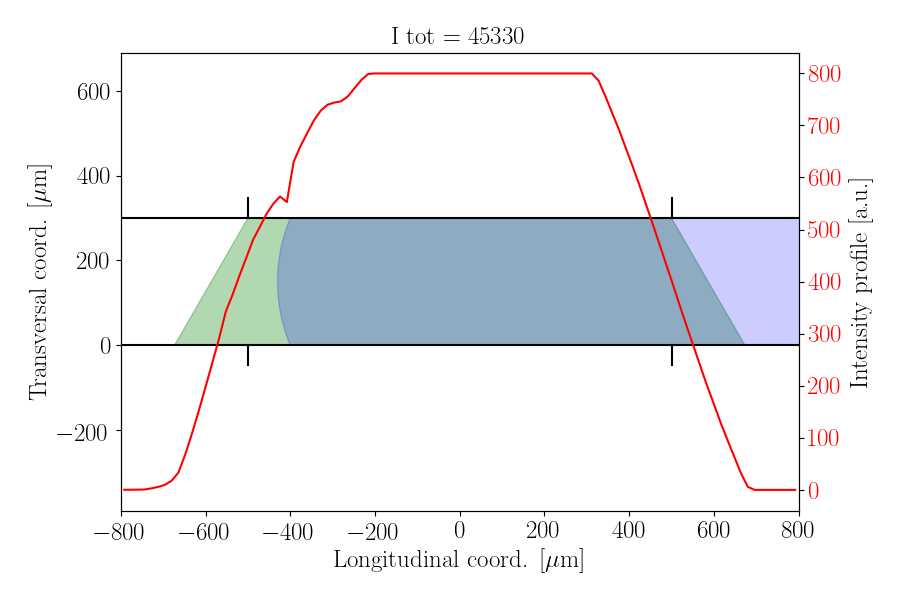 I tot = 45330
600
400
200
0
−200
Transversal coord. [μm]
800
700
600
500
400
300
200
100
0
Intensity profile [a.u.]
−800 −600 −400 −200 0 200 400 600 800
Longitudinal coord. [μm]